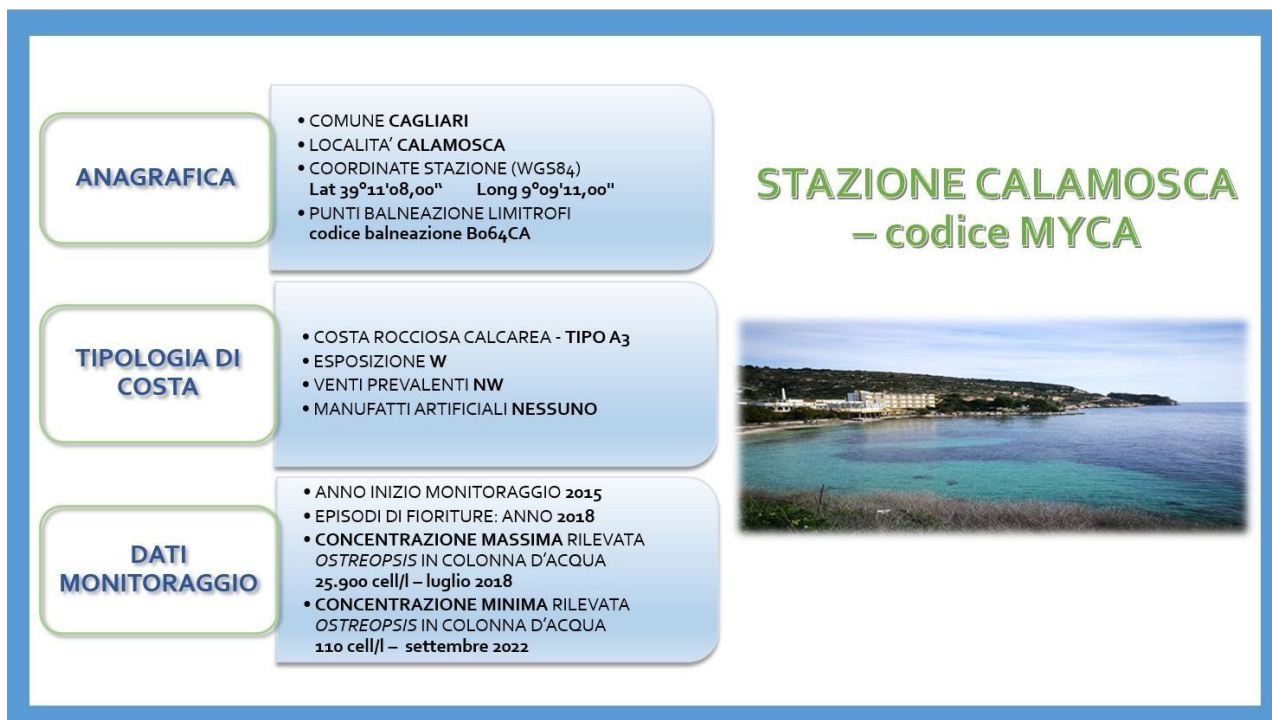 ANAGRAFICA
• COMUNE CAGLIARI
• LOCALITA’ CALAMOSCA
• COORDINATE STAZIONE (WGS84)
Lat 39°11'08,00" Long 9°09'11,00"
• PUNTI BALNEAZIONE LIMITROFI
codice balneazione B064CA
STAZIONE CALAMOSCA
– codice MYCA
TIPOLOGIA DI
COSTA
• COSTA ROCCIOSA CALCAREA - TIPO A3
• ESPOSIZIONE W
• VENTI PREVALENTI NW
• MANUFATTI ARTIFICIALI NESSUNO
DATI
MONITORAGGIO
• ANNO INIZIO MONITORAGGIO 2015
• EPISODI DI FIORITURE: ANNO 2018
• CONCENTRAZIONE MASSIMA RILEVATA
OSTREOPSIS IN COLONNA D’ACQUA
25.900 cell/l – luglio 2018
• CONCENTRAZIONE MINIMA RILEVATA
OSTREOPSIS IN COLONNA D’ACQUA
110 cell/l – settembre 2022